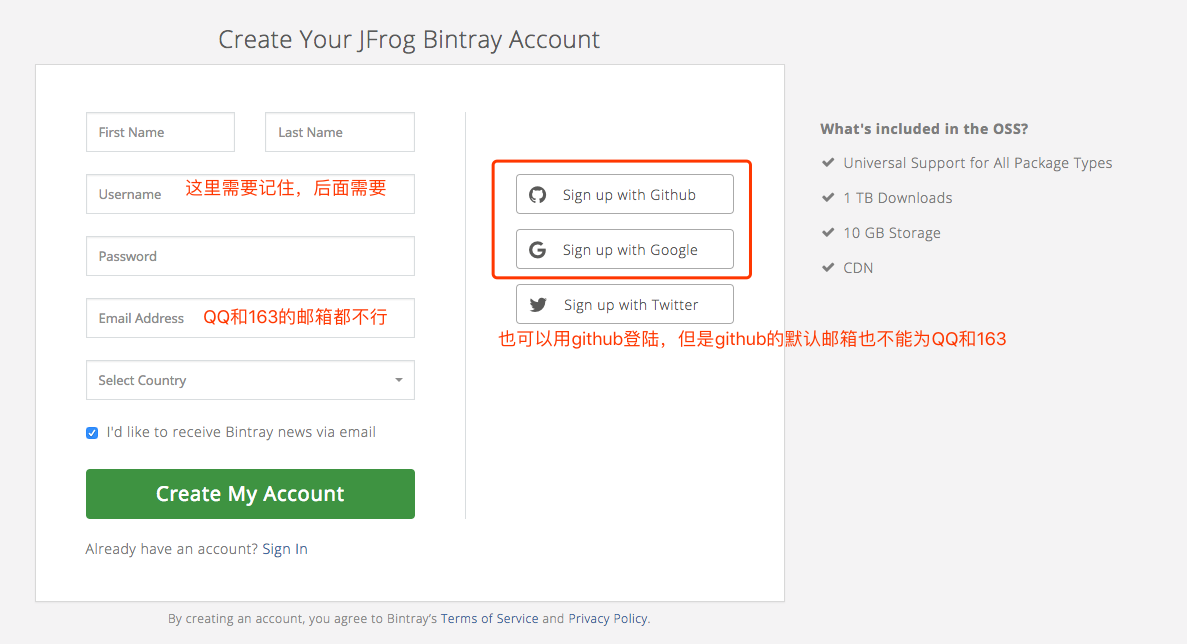 Create Your JFrog Bintray Account
First Name
Last Name
Username 这里需要记住，后面需要
Password
Email Address QQ和163的邮箱都不行
Select Country
I'd like to receive Bintray news via email
Create My Account
Already have an account? Sign In
Sign up with Github
Sign up with Google
Sign up with Twitter
也可以用github登陆，但是github的默认邮箱也不能为QQ和163
What's included in the OSS?
Universal Support for All Package Types
1 TB Downloads
10 GB Storage
CDN
By creating an account, you agree to Bintray's Terms of Service and Privacy Policy.